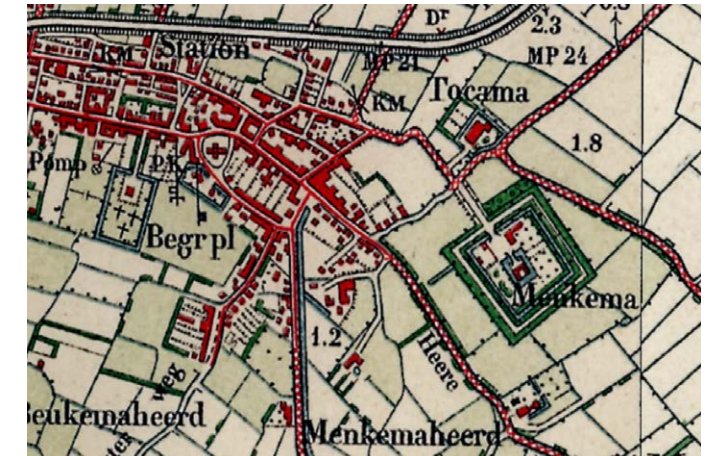 Dr
2.3
KM
Station
MP 21
MP 24
KM
Tocama
1.8
Pomp
P.K
Begr pl
Menkema
1.2
Heere
weg
Beukemaheerd
Menkemaheerd